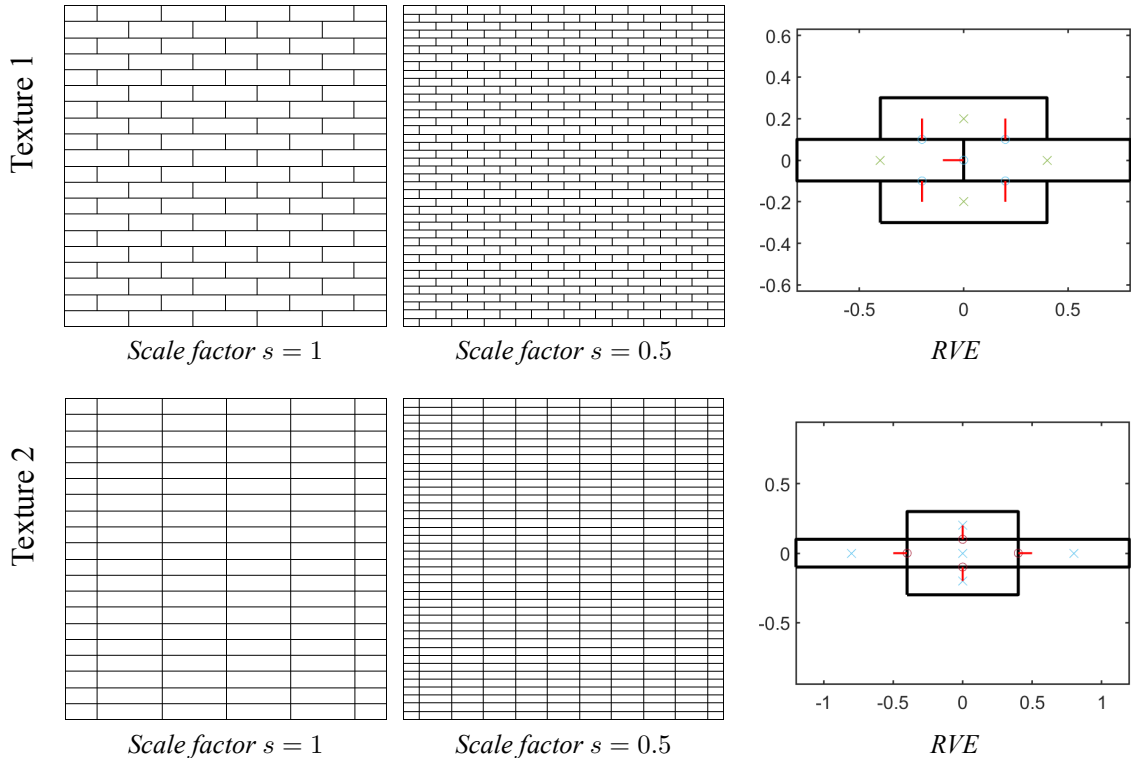 Texture 1
0.6
0.4
0.2
0
-0.2
-0.4
-0.6
-0.5 0 0.5
Scale factor s = 1
Scale factor s = 0.5
RVE
Texture 2
0.5
0
-0.5
-1 -0.5 0 0.5 1
Scale factor s = 1
Scale factor s = 0.5
RVE